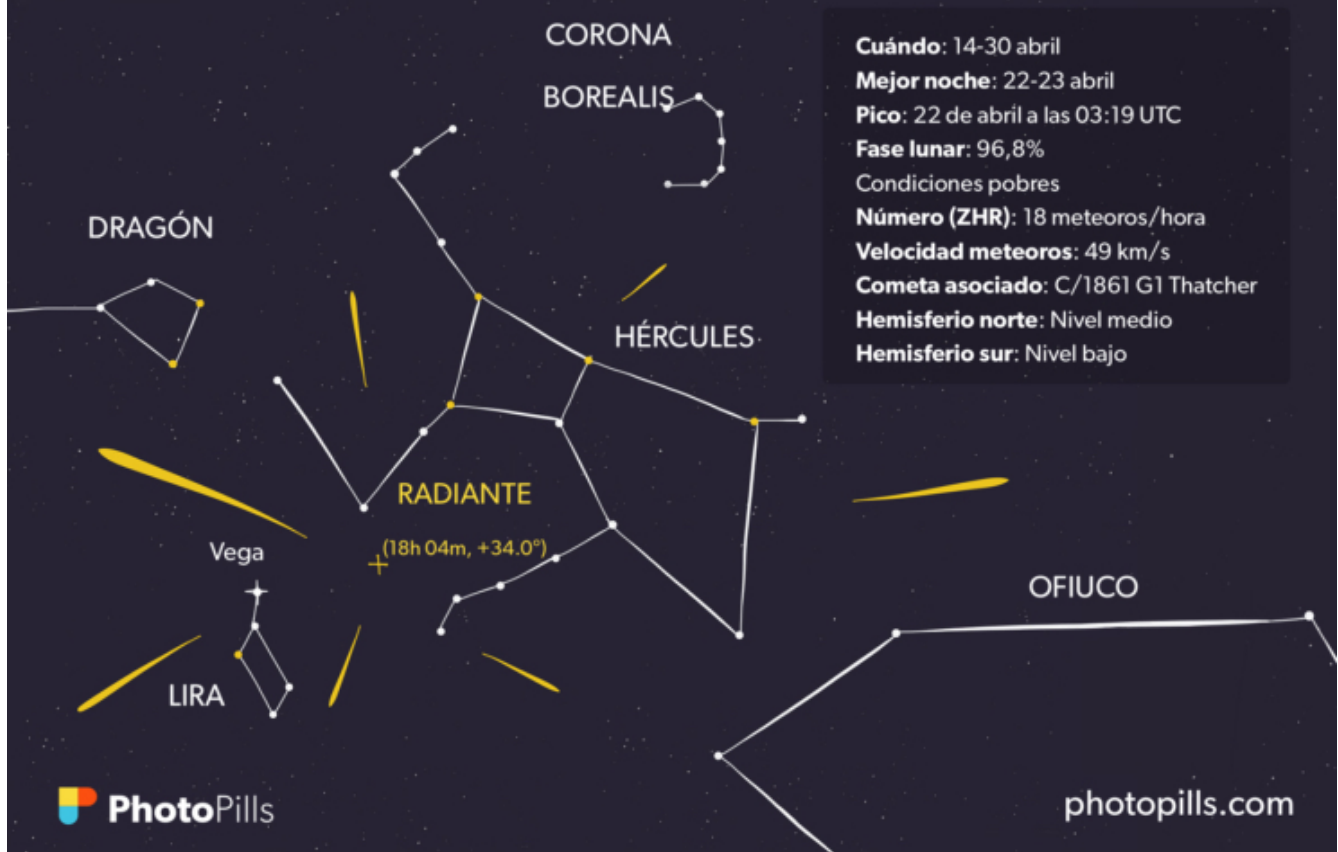 CORONA
BOREALIS
Cuándo: 14-30 abril
Mejor noche: 22-23 abril
Pico: 22 de abril a las 03:19 UTC
Fase lunar: 96,8%
Condiciones pobres
Número (ZHR): 18 meteoros/hora
Velocidad meteoros: 49 km/s
Cometa asociado: C/1861 G1 Thatcher
Hemisferio norte: Nivel medio
Hemisferio sur: Nivel bajo
DRAGÓN
HÉRCULES
RADIANTE
(18h 04m, +34.0°)
Vega
LIRA
OFIUCO
PhotoPills
photopills.com